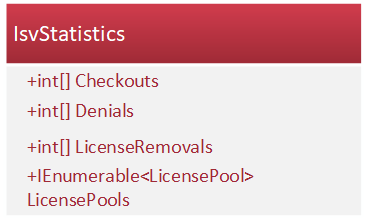 IsvStatistics
+int[] Checkouts
+int[] Denials
+int[] LicenseRemovals
+IEnumerable<LicensePool>
LicensePools